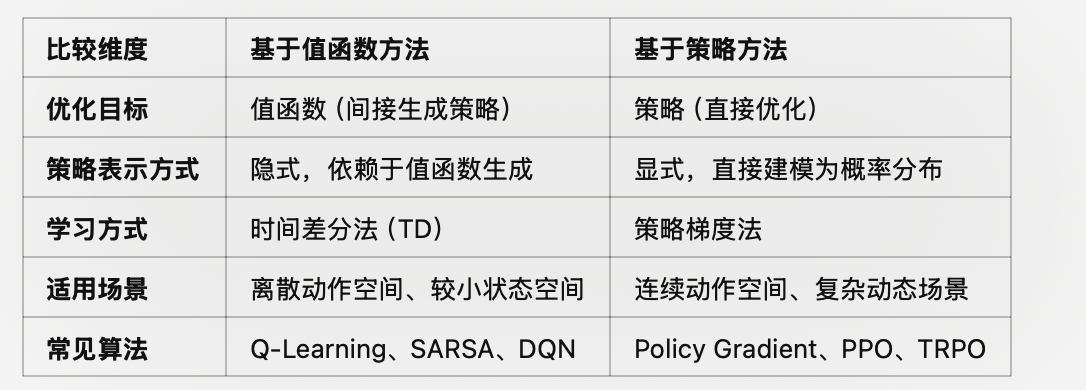 比较维度 基于值函数方法 基于策略方法
优化目标 值函数（间接生成策略） 策略（直接优化）
策略表示方式 隐式，依赖于值函数生成 显式，直接建模为概率分布
学习方式 时间差分法（TD） 策略梯度法
适用场景 离散动作空间、较小状态空间 连续动作空间、复杂动态场景
常见算法 Q-Learning、SARSA、DQN Policy Gradient、PPO、TRPO